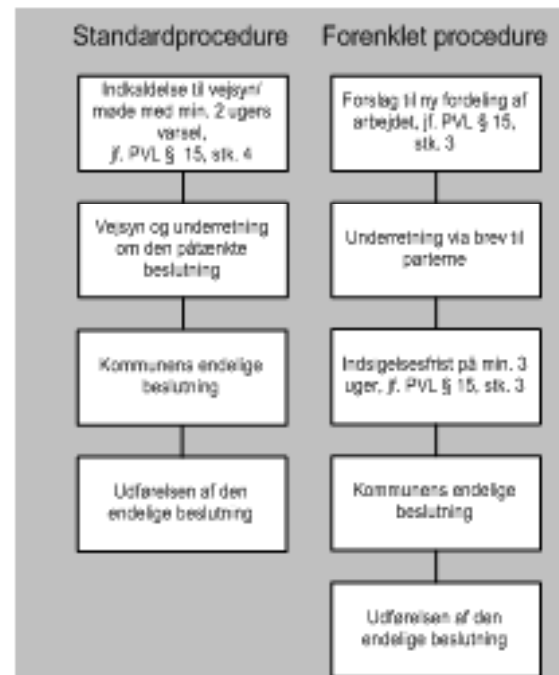 Standardprocedure
Indkaldelse til vejsyn/
møde med min. 2 ugers
varsel,
jf. PVL § 15, stk. 4
Vejsyn og underretning
om den påtænkte
beslutning
Kommunens endelige
beslutning
Udførelsen af den
endelige beslutning
Forenklet procedure
Forslag til ny fordeling af
arbejdet, jf. PVL § 15,
stk. 3
Underretning via brev til
parterne
Indsigelsesfrist på min. 3
uger, jf. PVL § 15, stk. 3
Kommunens endelige
beslutning
Udførelsen af den
endelige beslutning